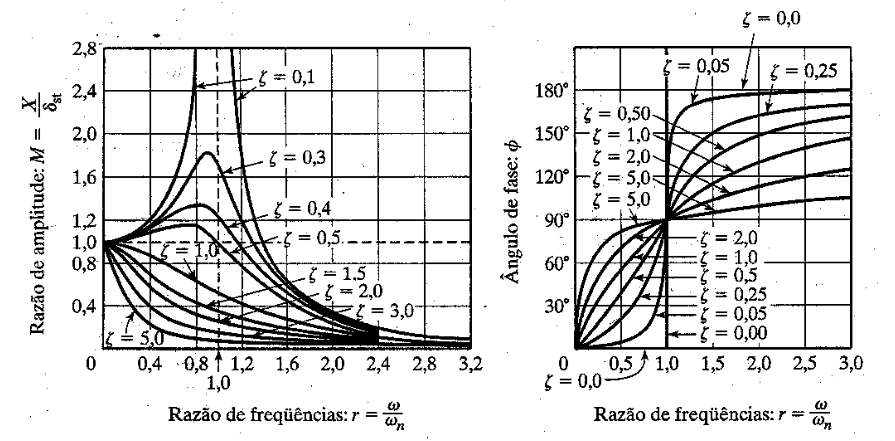 Razão de amplitude: M = X/δst
2,8
2,4
2,0
1,6
1,2
1,0
0,8
0,4
0
0,4
0,8
1,0
1,2
1,6
2,0
2,4
2,8
3,2
ζ = 0,1
ζ = 0,3
ζ = 0,4
ζ = 0,5
ζ = 1,0
ζ = 1.5
ζ = 2,0
ζ = 3,0
ζ = 5,0
Razão de freqüências: r = ω/ωn
Ângulo de fase: ϕ
180°
150°
120°
90°
60°
30°
0
0,5
1,0
1,5
2,0
2,5
3,0
ζ = 0,0
ζ = 0,05
ζ = 0,25
ζ = 0,50
ζ = 1,0
ζ = 2,0
ζ = 5,0
ζ = 5,0
ζ = 2,0
ζ = 1,0
ζ = 0,5
ζ = 0,25
ζ = 0,05
ζ = 0,00
ζ = 0,0
Razão de freqüências: r = ω/ωn